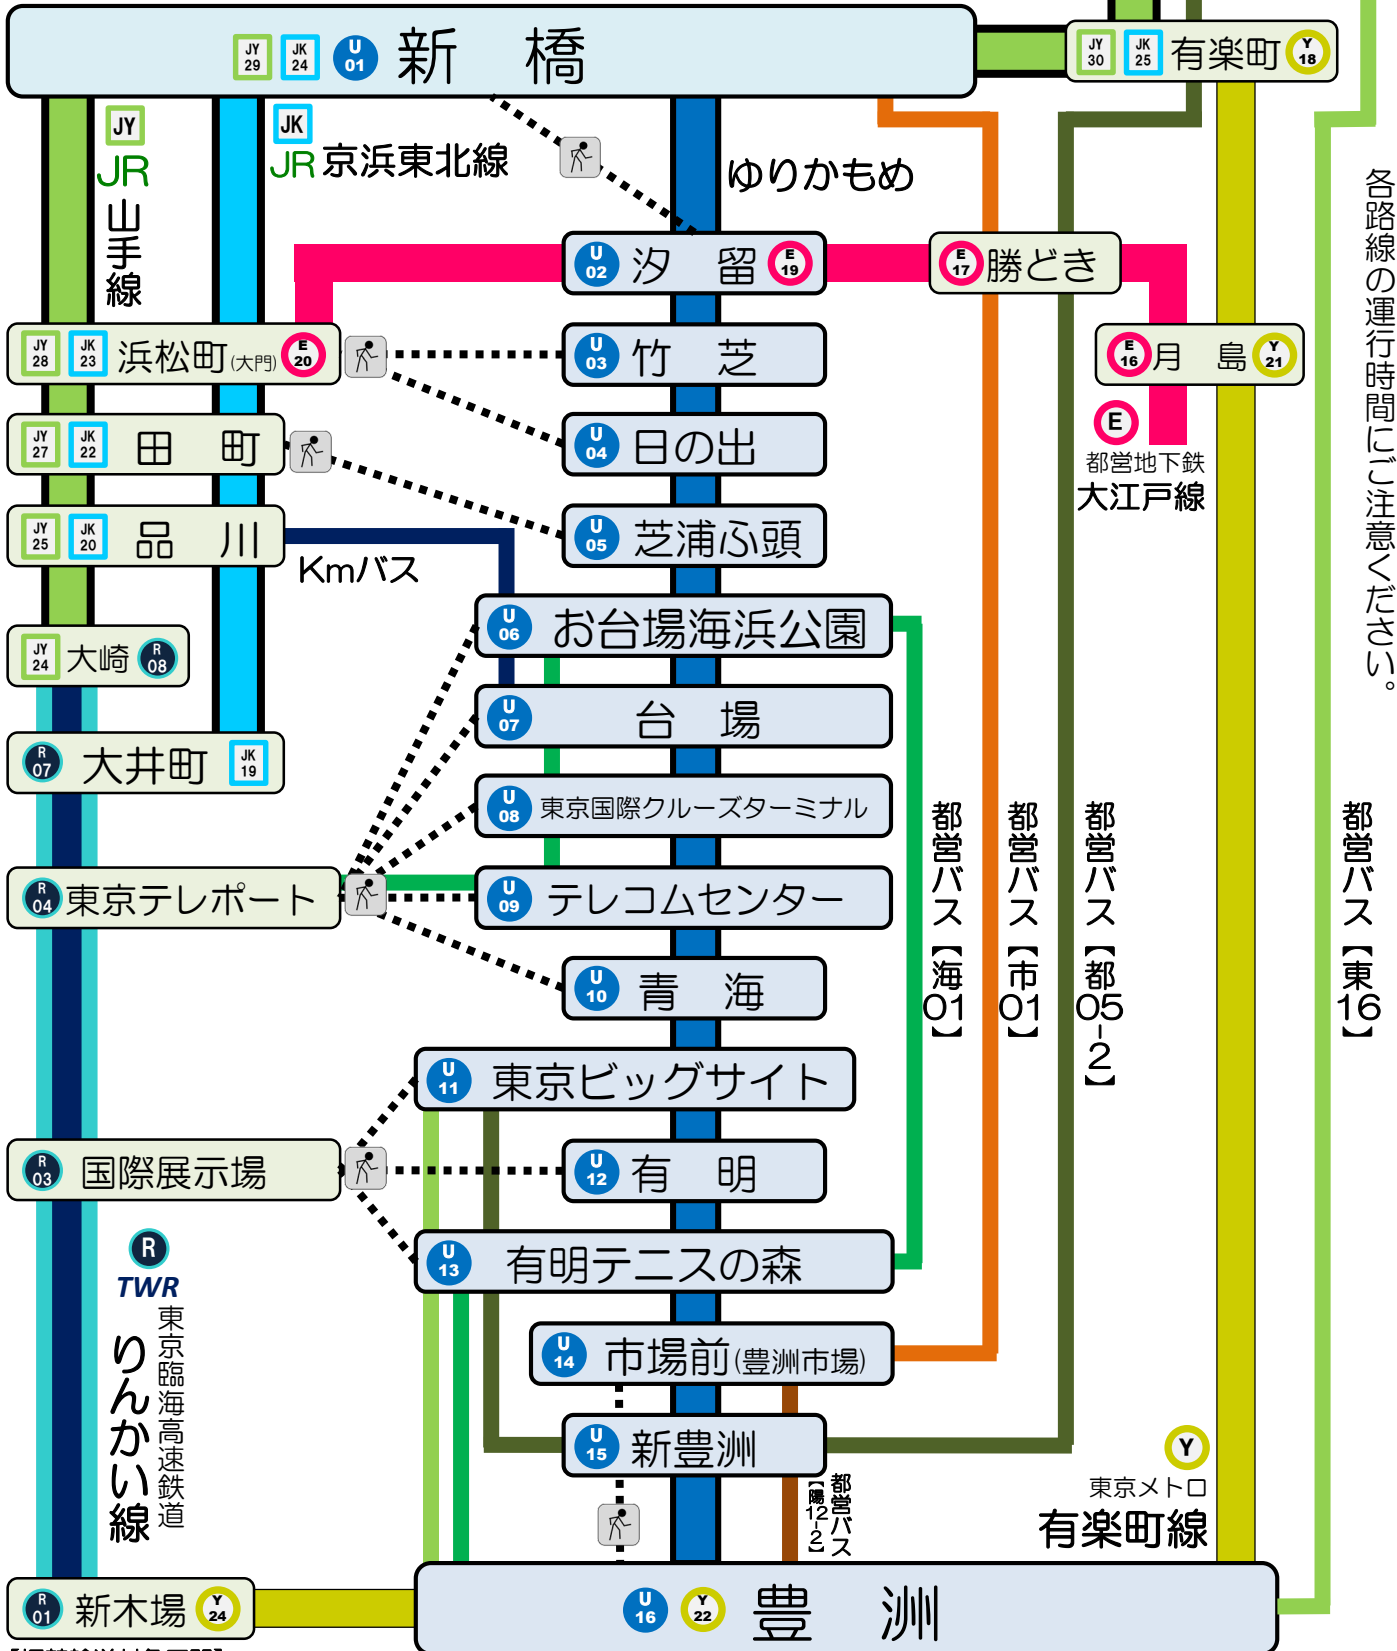 JY 29 JK 24 U 01 新橋
JY 30 JK 25 有楽町 Y 18
JY
JR
山手線
JK
JR 京浜東北線
ゆりかもめ
各路線の運行時間にご注意ください。
U 02 汐留 E 19
E 17 勝どき
JY 28 JK 23 浜松町(大門) E 20
U 03 竹芝
E 16 月島 Y 21
JY 27 JK 22 田町
U 04 日の出
E
都営地下鉄
大江戸線
JY 25 JK 20 品川
U 05 芝浦ふ頭
Kmバス
U 06 お台場海浜公園
JY 24 大崎 R 08
U 07 台場
R 07 大井町 JK 19
U 08 東京国際クルーズターミナル
都営バス【海01】
都営バス【市01】
都営バス【都05-2】
都営バス【東16】
R 04 東京テレポート
U 09 テレコムセンター
U 10 青海
U 11 東京ビッグサイト
R 03 国際展示場
U 12 有明
U 13 有明テニスの森
R
TWR
東京臨海高速鉄道
りんかい線
U 14 市場前(豊洲市場)
U 15 新豊洲
都営バス
【陽12-2】
Y
東京メトロ
有楽町線
R 01 新木場 Y 24
U 16 Y 22 豊洲